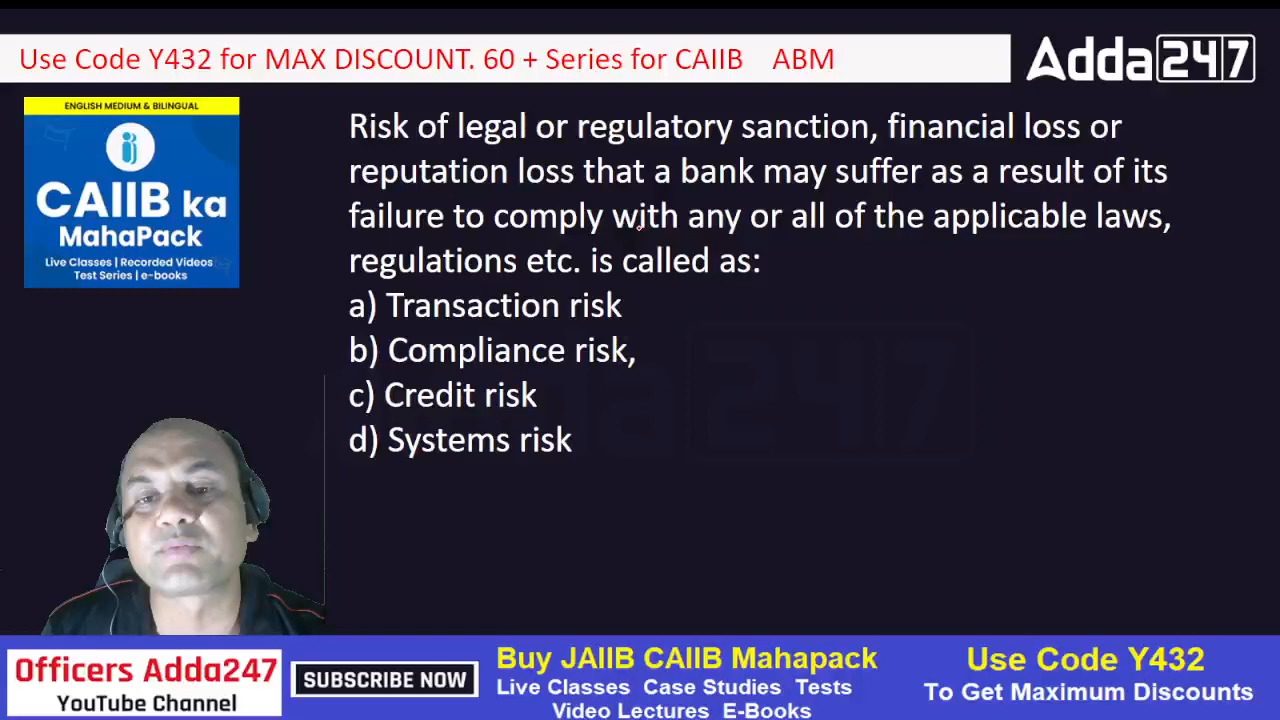 Use Code Y432 for MAX DISCOUNT. 60 + Series for CAIIB ABM
Adda247
ENGLISH MEDIUM & BILINGUAL
CAIIB ka
MahaPack
Live Classes | Recorded Videos
Test Series | e-books
Risk of legal or regulatory sanction, financial loss or
reputation loss that a bank may suffer as a result of its
failure to comply with any or all of the applicable laws,
regulations etc. is called as:
a) Transaction risk
b) Compliance risk,
c) Credit risk
d) Systems risk
Adda247
Officers Adda247
YouTube Channel
SUBSCRIBE NOW
Buy JAIIB CAIIB Mahapack
Live Classes Case Studies Tests
Video Lectures E-Books
Use Code Y432
To Get Maximum Discounts